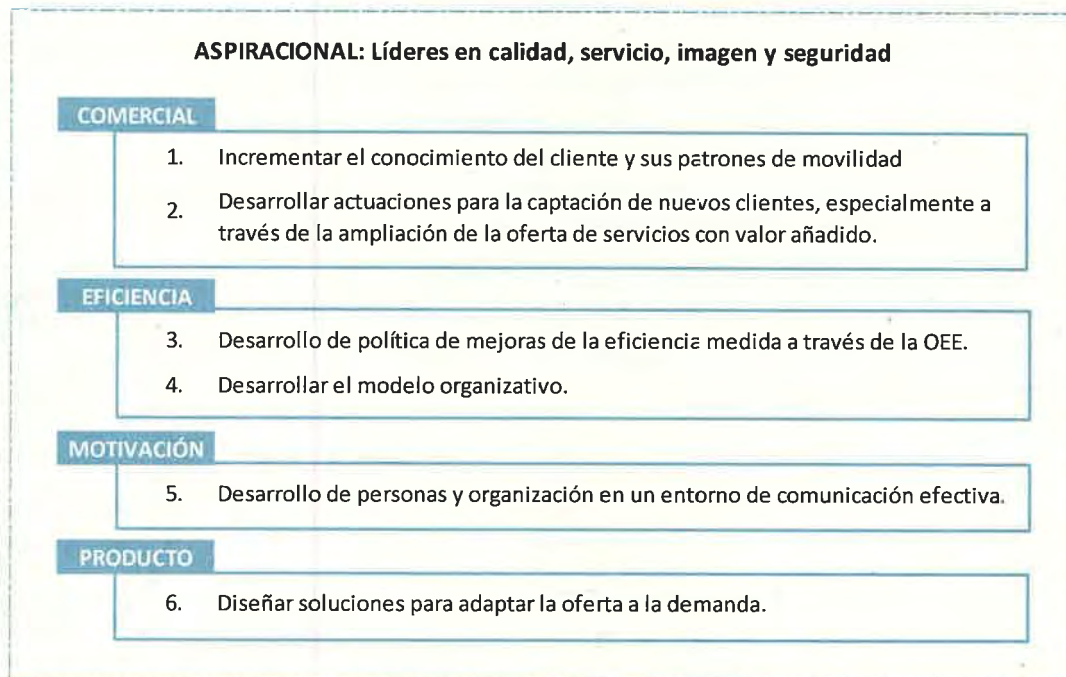 ASPIRACIONAL: Líderes en calidad, servicio, imagen y seguridad
COMERCIAL
1. Incrementar el conocimiento del cliente y sus patrones de movilidad
2. Desarrollar actuaciones para la captación de nuevos clientes, especialmente a
través de la ampliación de la oferta de servicios con valor añadido.
EFICIENCIA
3. Desarrollo de política de mejoras de la eficiencia medida a través de la OEE.
4. Desarrollar el modelo organizativo.
MOTIVACIÓN
5. Desarrollo de personas y organización en un entorno de comunicación efectiva.
PRODUCTO
6. Diseñar soluciones para adaptar la oferta a la demanda.